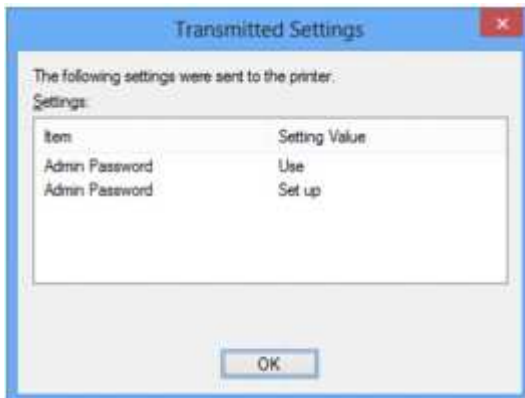 Transmitted Settings
The following settings were sent to the printer.
Settings:
Item Setting Value
Admin Password Use
Admin Password Set up
OK